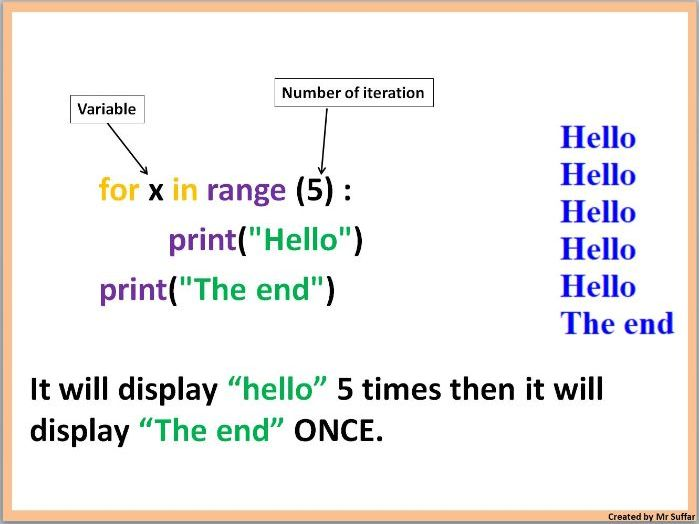 Variable
Number of iteration
for x in range (5) :
print("Hello")
print("The end")
Hello
Hello
Hello
Hello
Hello
The end
It will display “hello” 5 times then it will
display “The end” ONCE.
Created by Mr Suffar